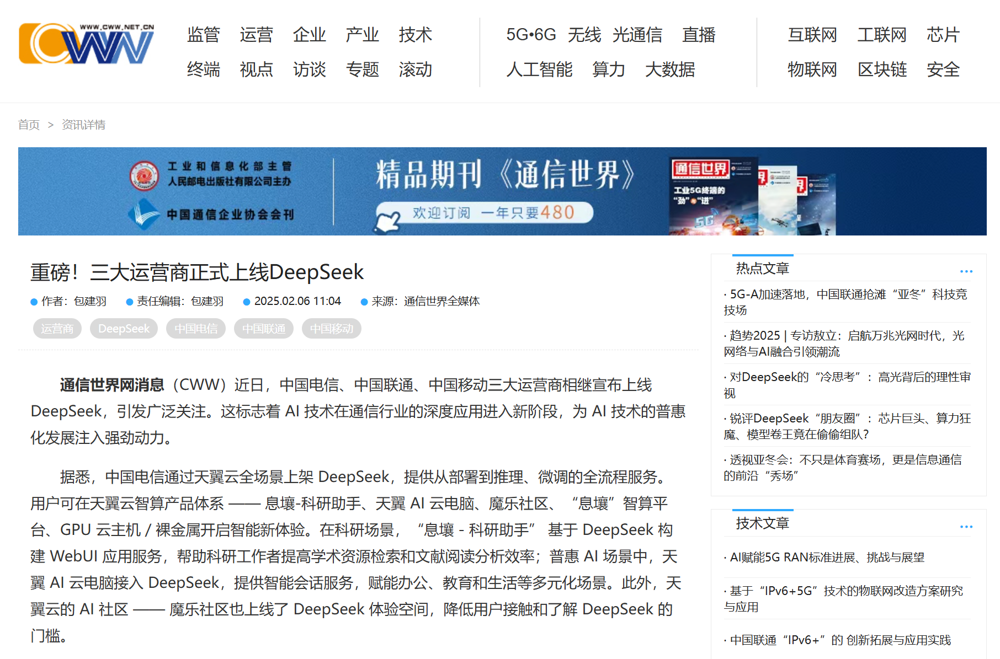 WWW.CWW.NET.CN
CWW
监管 运营 企业 产业 技术
终端 视点 访谈 专题 滚动
5G•6G 无线 光通信 直播
人工智能 算力 大数据
互联网 工联网 芯片
物联网 区块链 安全
首页 > 资讯详情
工业和信息化部主管
人民邮电出版社有限公司主办
中国通信企业协会会刊
精品期刊《通信世界》
欢迎订阅 一年只要480
通信世界
工业5G终端的
“劲”与“进”
5G
重磅！三大运营商正式上线DeepSeek
作者：包建羽 责任编辑：包建羽 2025.02.06 11:04 来源：通信世界全媒体
运营商 DeepSeek 中国电信 中国联通 中国移动
通信世界网消息（CWW）近日，中国电信、中国联通、中国移动三大运营商相继宣布上线
DeepSeek，引发广泛关注。这标志着 AI 技术在通信行业的深度应用进入新阶段，为 AI 技术的普惠
化发展注入强劲动力。
据悉，中国电信通过天翼云全场景上架 DeepSeek，提供从部署到推理、微调的全流程服务。
用户可在天翼云智算产品体系 —— 息壤-科研助手、天翼 AI 云电脑、魔乐社区、“息壤”智算平
台、GPU 云主机 / 裸金属开启智能新体验。在科研场景，“息壤 - 科研助手” 基于 DeepSeek 构
建 WebUI 应用服务，帮助科研工作者提高学术资源检索和文献阅读分析效率；普惠 AI 场景中，天
翼 AI 云电脑接入 DeepSeek，提供智能会话服务，赋能办公、教育和生活等多元化场景。此外，天
翼云的 AI 社区 —— 魔乐社区也上线了 DeepSeek 体验空间，降低用户接触和了解 DeepSeek 的
门槛。
热点文章
...
· 5G-A加速落地，中国联通抢滩“亚冬”科技竞
技场
· 趋势2025 | 专访敖立：启航万兆光网时代，光
网络与AI融合引领潮流
· 对DeepSeek的“冷思考”：高光背后的理性审
视
· 锐评DeepSeek“朋友圈”：芯片巨头、算力狂
魔、模型卷王竟在偷偷组队？
· 透视亚冬会：不只是体育赛场，更是信息通信
的前沿“秀场”
技术文章
...
· AI赋能5G RAN标准进展、挑战与展望
· 基于“IPv6+5G”技术的物联网改造方案研究
与应用
· 中国联通“IPv6+”的 创新拓展与应用实践